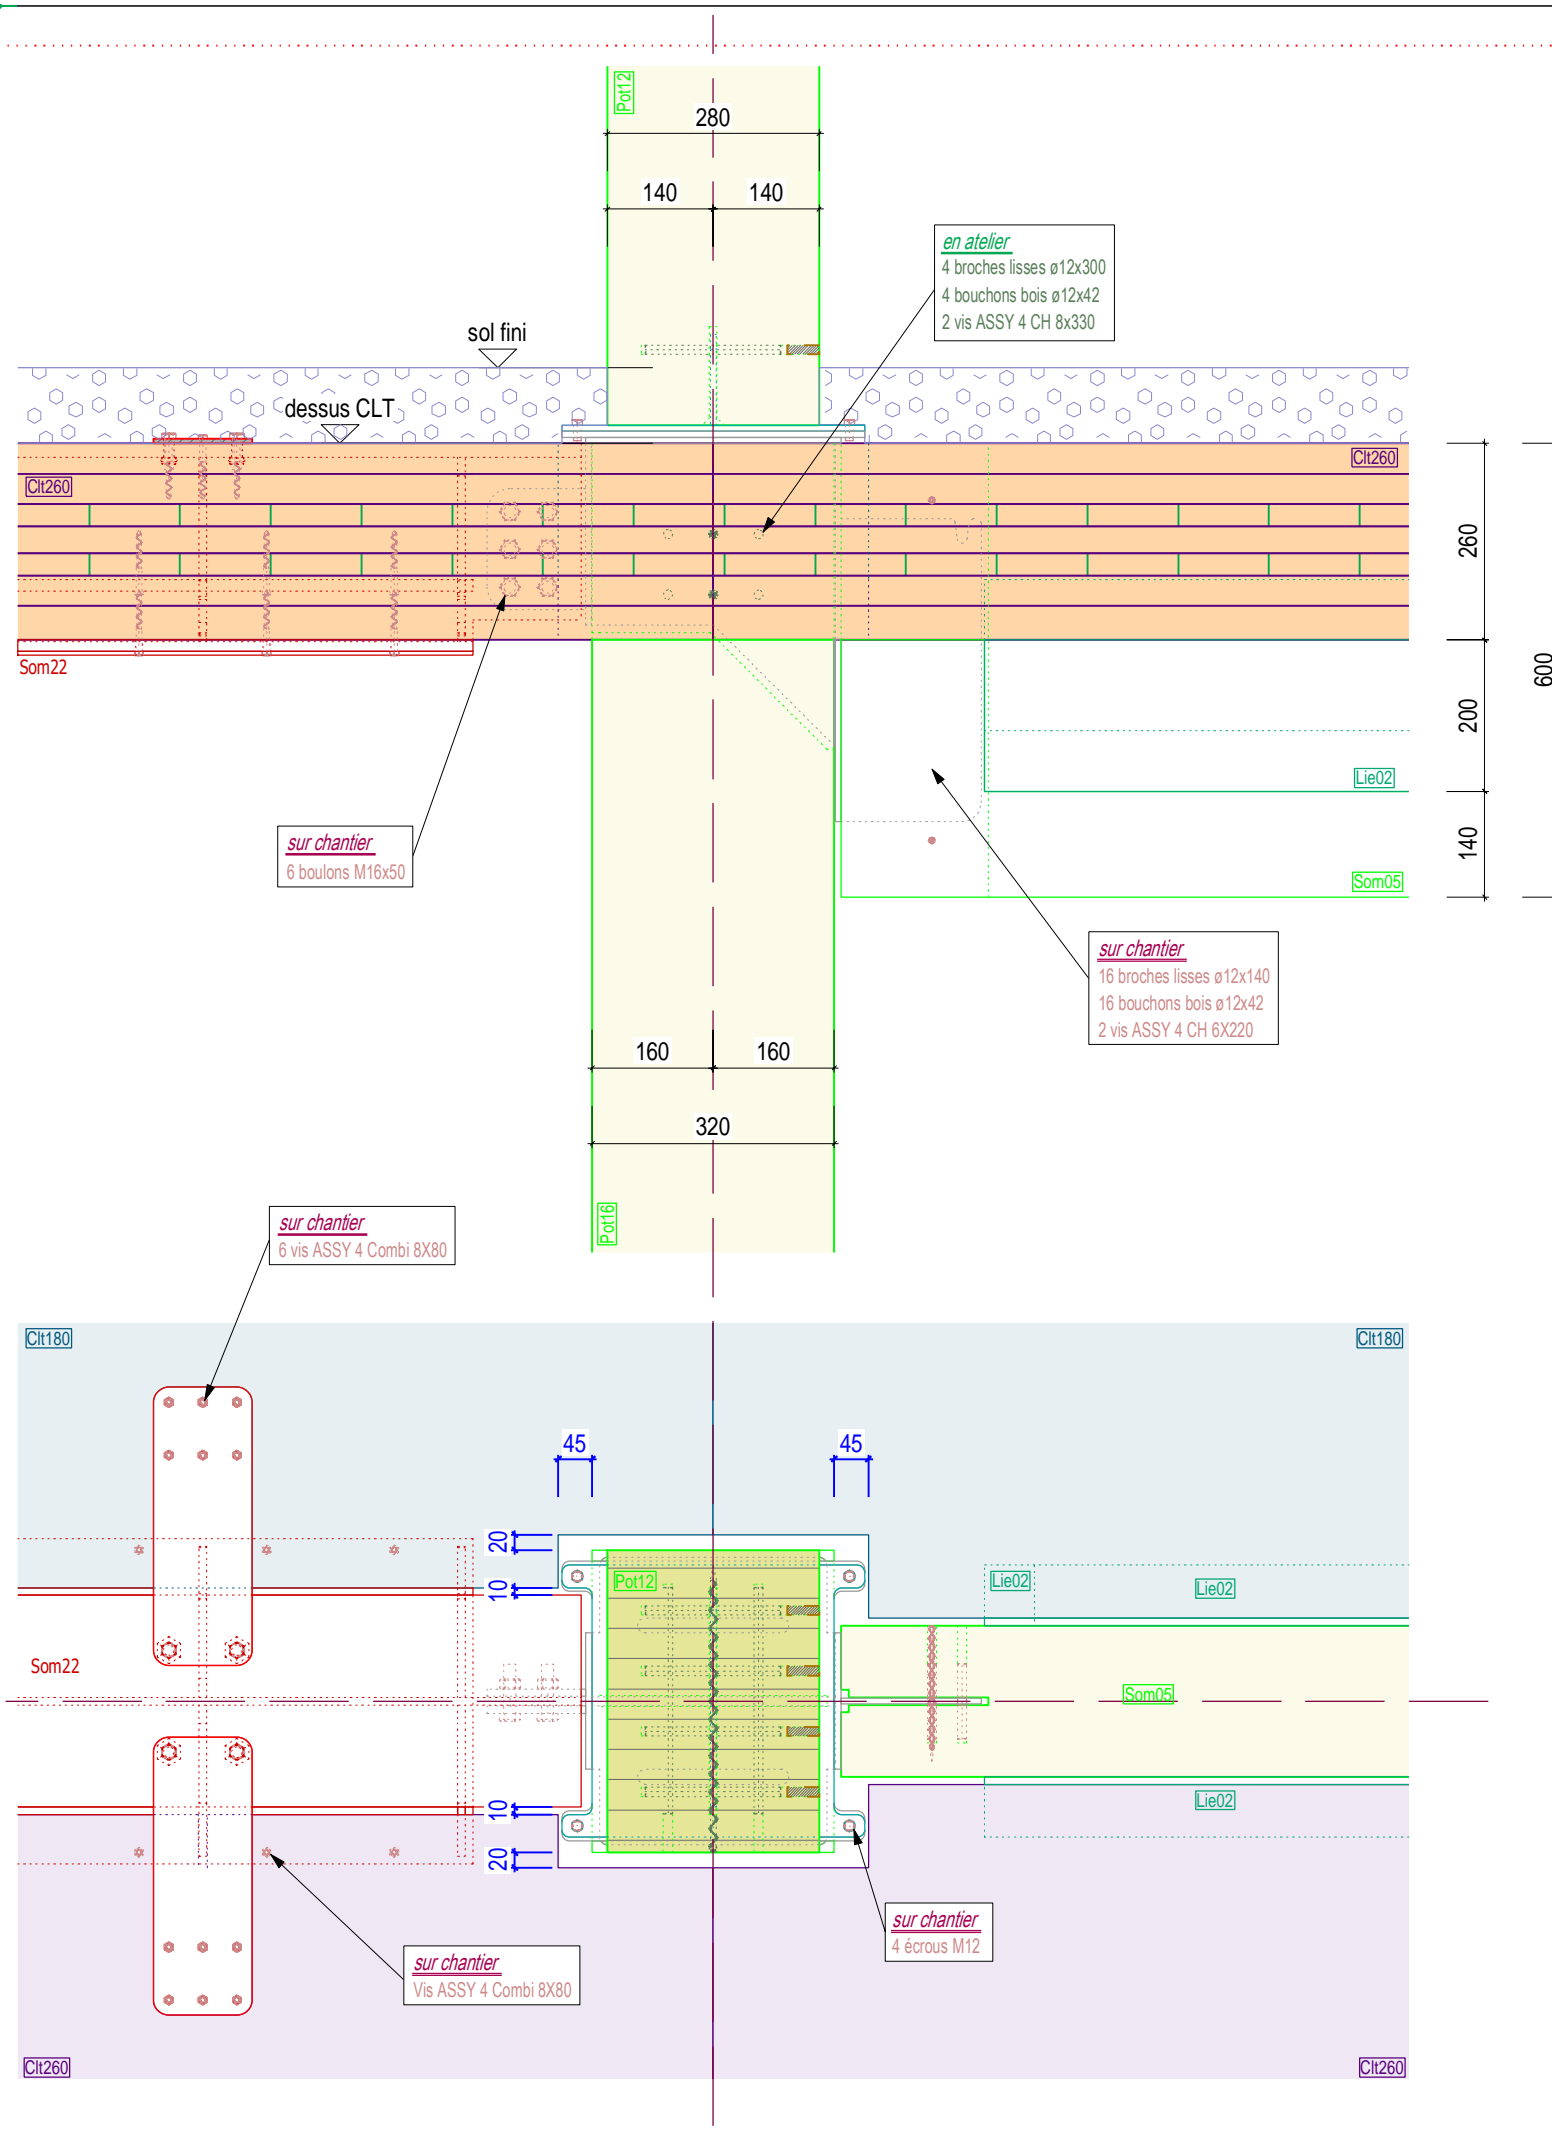 Pot12
280
140 140
en atelier
4 broches lisses ø12x300
4 bouchons bois ø12x42
2 vis ASSY 4 CH 8x330
sol fini
dessus CLT
Clt260
Clt260
260
Som22
600
200
Lie02
sur chantier
6 boulons M16x50
140
Som05
sur chantier
16 broches lisses ø12x140
16 bouchons bois ø12x42
2 vis ASSY 4 CH 6X220
160 160
320
Pot16
sur chantier
6 vis ASSY 4 Combi 8X80
Clt180 Clt180
45 45
20
10
Pot12
Lie02 Lie02
Som22
Som05
Lie02
10
20
sur chantier
4 écrous M12
sur chantier
Vis ASSY 4 Combi 8X80
Clt260 Clt260